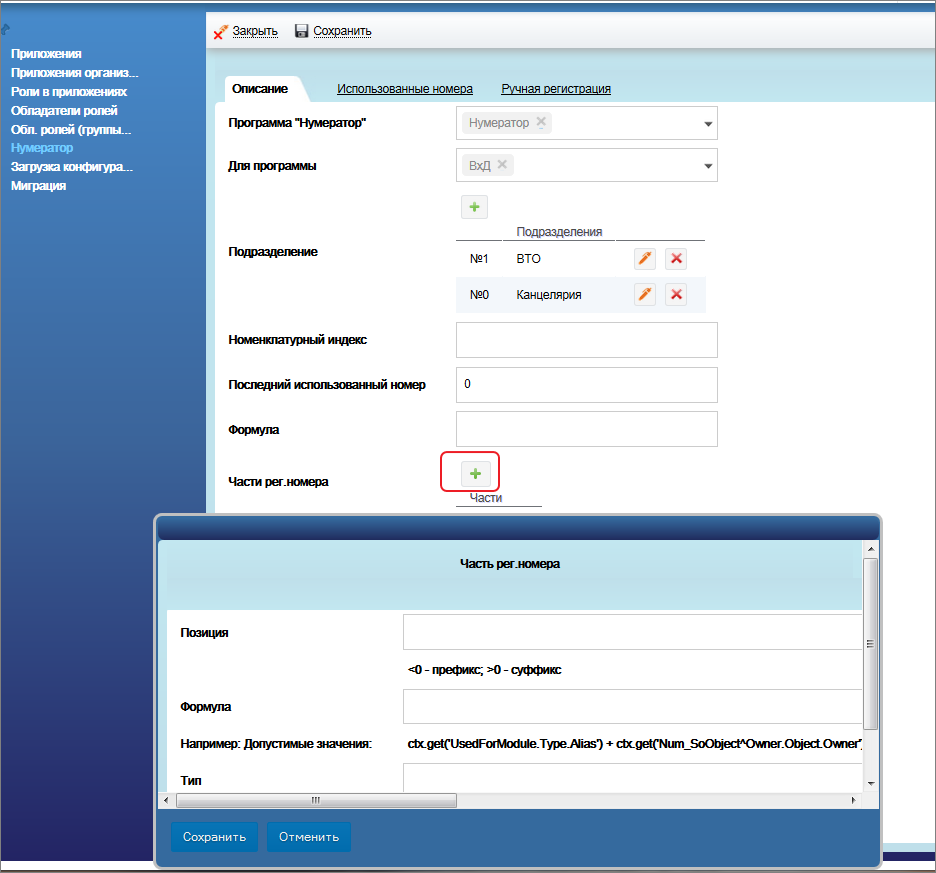 Закрыть Сохранить
Приложения
Приложения организ...
Роли в приложениях
Обладатели ролей
Обл. ролей (группы...
Нумератор
Загрузка конфигура...
Миграция
Описание Использованные номера Ручная регистрация
Программа "Нумератор" Нумератор
Для программы ВхД
Подразделения
Подразделение
№1 ВТО
№0 Канцелярия
Номенклатурный индекс
Последний использованный номер 0
Формула
Части рег.номера
Части
Часть рег.номера
Позиция
<0 - префикс; >0 - суффикс
Формула
Например: Допустимые значения: ctx.get('UsedForModule.Type.Alias') + ctx.get('Num_SoObject^Owner.Object.Owner'
Тип
Сохранить Отменить